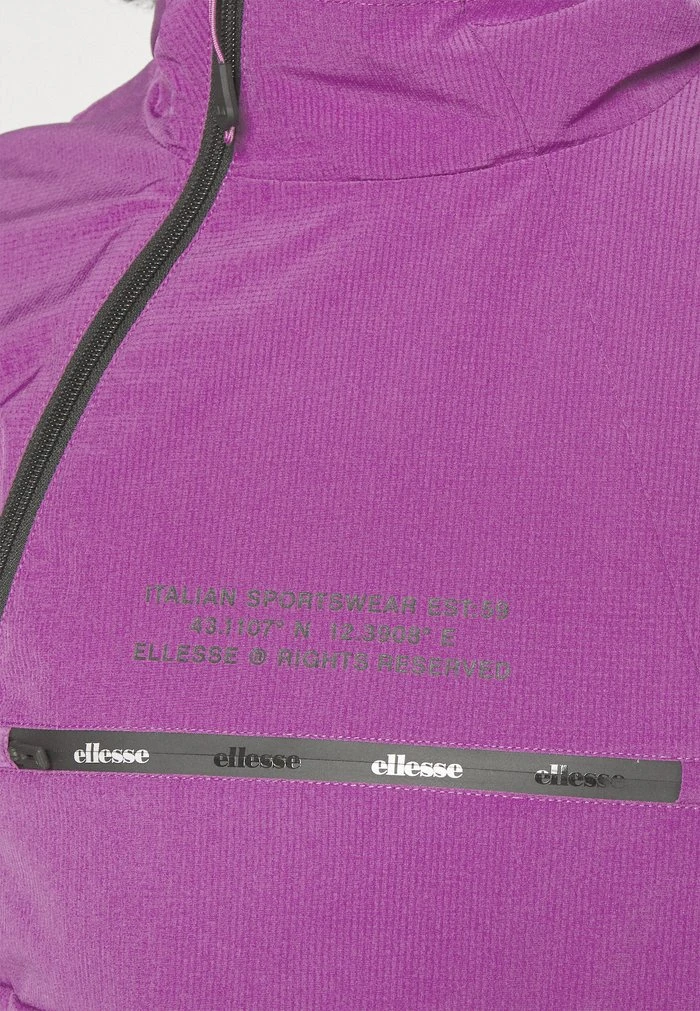 ITALIAN SPORTSWEAR EST:59
43.1107° N 12.3908° E
ELLESSE ® RIGHTS RESERVED
ellesse ellesse ellesse ellesse